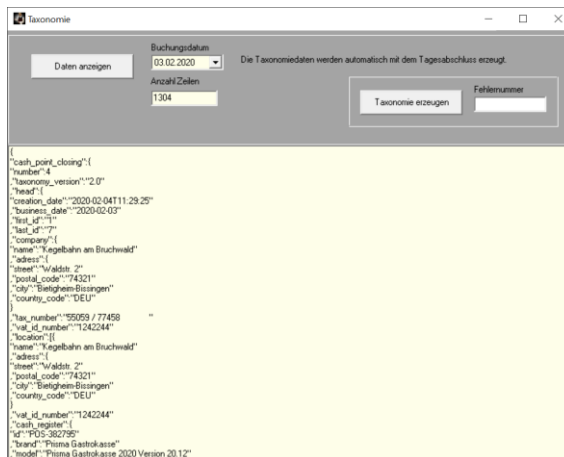 Taxonomie
Buchungsdatum
Daten anzeigen
03.02.2020
Die Taxonomiedaten werden automatisch mit dem Tagesabschluss erzeugt.
Anzahl Zeilen
1304
Fehlernummer
Taxonomie erzeugen
{
"cash_point_closing":{
"number":4
,"taxonomy_version":"2.0"
,"head":{
"creation_date":"2020-02-04T11:29:25"
,"business_date":"2020-02-03"
,"first_id":"1"
,"last_id":"7"
,"company":{
"name":"Kegelbahn am Bruchwald"
,"adress":{
"street":"Waldstr. 2"
,"postal_code":"74321"
,"city":"Bietigheim-Bissingen"
,"country_code":"DEU"
}
,"tax_number":"55059 / 77458 "
,"vat_id_number":"1242244"
,"location":[{
"name":"Kegelbahn am Bruchwald"
,"adress":{
"street":"Waldstr. 2"
,"postal_code":"74321"
,"city":"Bietigheim-Bissingen"
,"country_code":"DEU"
}
,"vat_id_number":"1242244"
,"cash_register":{
"id":"POS-382795"
,"brand":"Prisma Gastrokasse"
,"model":"Prisma Gastrokasse 2020 Version 20.12"